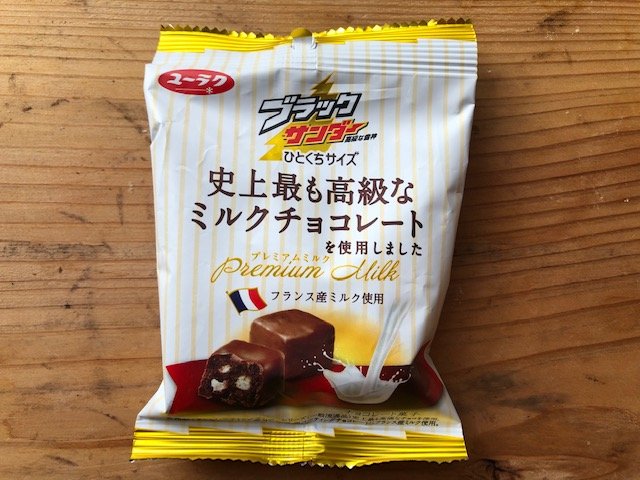 ユーラク
ブラック
サンダー
ひとくちサイズ
史上最も高級な
ミルクチョコレート
を使用しました
プレミアムミルク
Premium Milk
フランス産ミルク使用